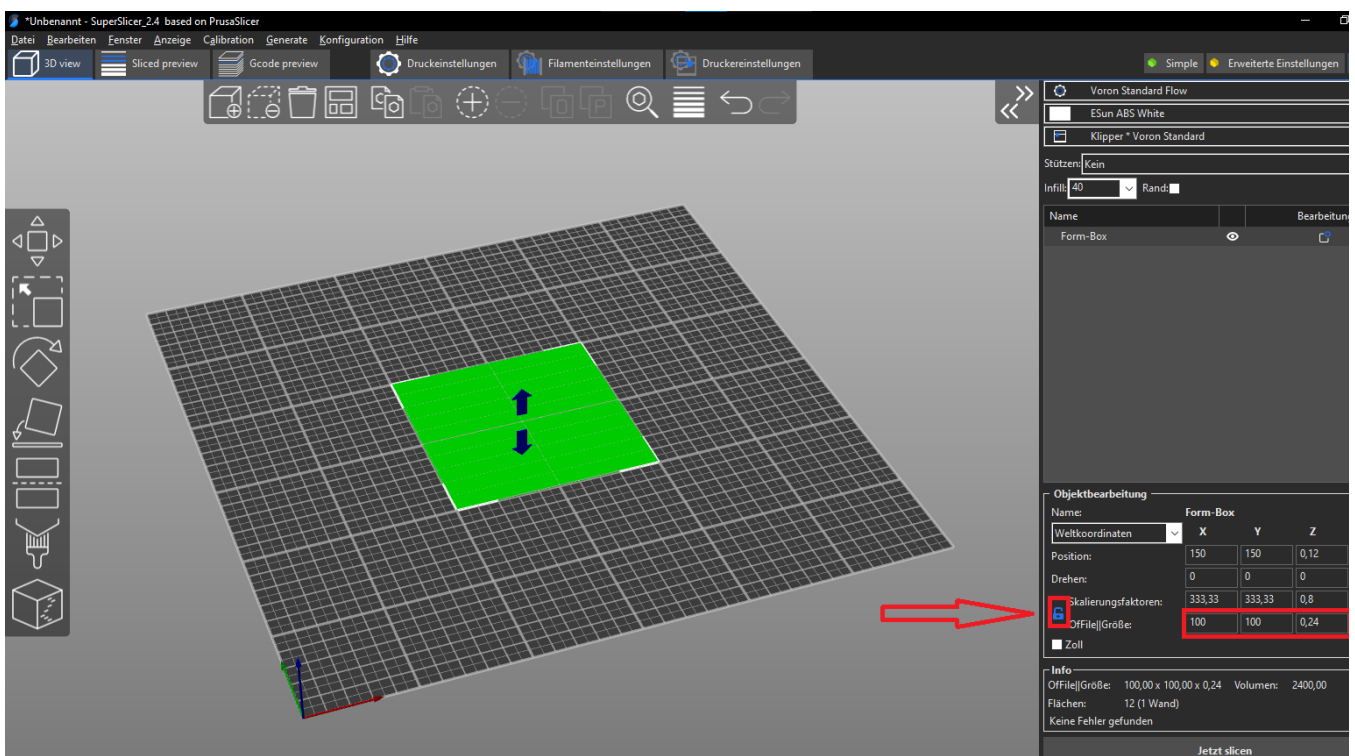 *Unbenannt - SuperSlicer_2.4 based on PrusaSlicer
Datei Bearbeiten Fenster Anzeige Calibration Generate Konfiguration Hilfe
3D view Sliced preview Gcode preview Druckeinstellungen Filamenteinstellungen Druckereinstellungen Simple Erweiterte Einstellungen
Voron Standard Flow
ESun ABS White
Klipper * Voron Standard
Stützen: Kein
Infill: 40 Rand:
Name Bearbeitun
Form-Box
Objektbearbeitung
Name: Form-Box
Weltkoordinaten X Y Z
Position: 150 150 0,12
Drehen: 0 0 0
Skalierungsfaktoren: 333,33 333,33 0,8
OfFile||Größe: 100 100 0,24
Zoll
Info
OfFile||Größe: 100,00 x 100,00 x 0,24 Volumen: 2400,00
Flächen: 12 (1 Wand)
Keine Fehler gefunden
Jetzt slicen